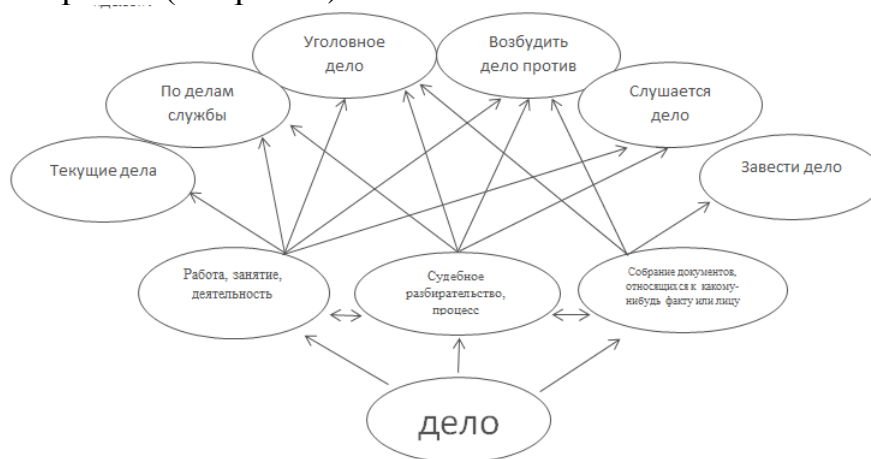 Уголовное
дело
Возбудить
дело против
По делам
службы
Слушается
дело
Текущие дела
Завести дело
Работа, занятие,
деятельность
Судебное
разбирательство,
процесс
Собрание документов,
относящихся к какому-
нибудь факту или лицу
дело